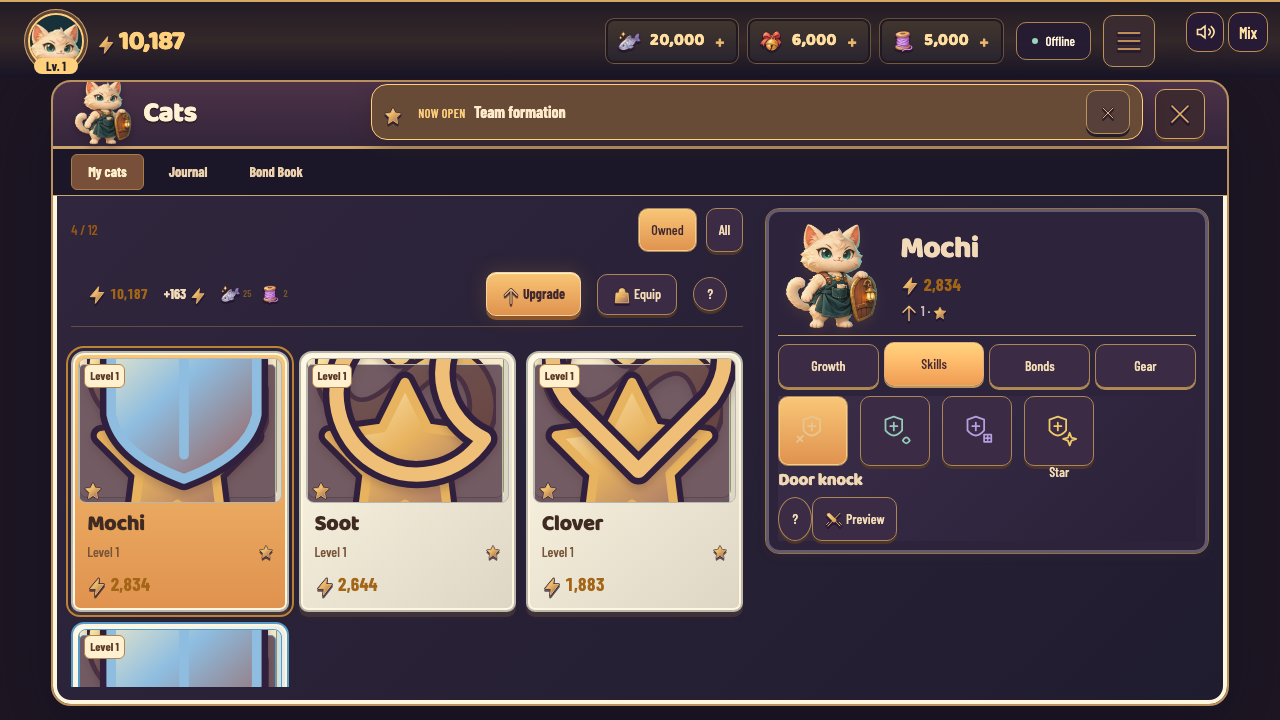 10,187
Lv. 1
20,000 +
6,000 +
5,000 +
Offline
Mix
Cats
NOW OPEN Team formation
My cats
Journal
Bond Book
4 / 12
Owned
All
10,187 +163 25 2
Upgrade
Equip
?
Level 1
Mochi
Level 1
2,834
Level 1
Soot
Level 1
2,644
Level 1
Clover
Level 1
1,883
Level 1
Mochi
2,834
1 ·
Growth
Skills
Bonds
Gear
Star
Door knock
?
Preview